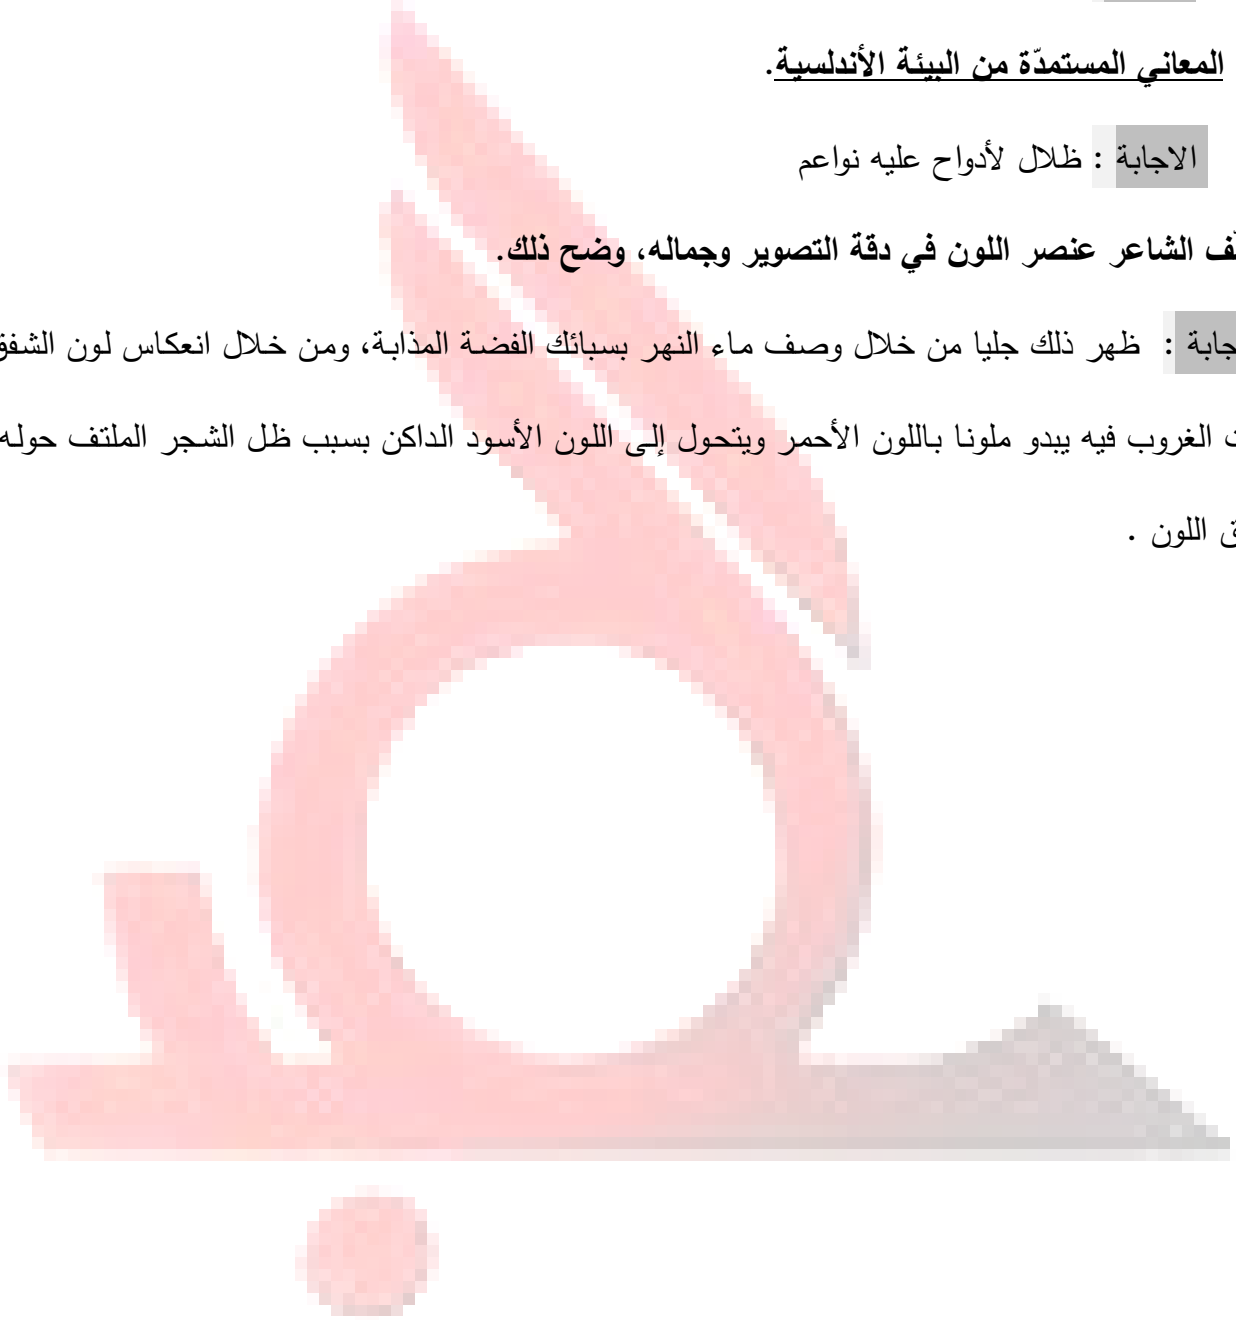 المعاني المستمدّة من البيئة الأندلسية.
الاجابة : ظلال لأدواح عليه نواعم
الشاعر عنصر اللون في دقة التصوير وجماله، وضح ذلك.
: ظهر ذلك جليا من خلال وصف ماء النهر بسبائك الفضة المذابة، ومن خلال انعكاس لون الشفق
الغروب فيه يبدو ملونا باللون الأحمر ويتحول إلى اللون الأسود الداكن بسبب ظل الشجر الملتف حوله
اللون .